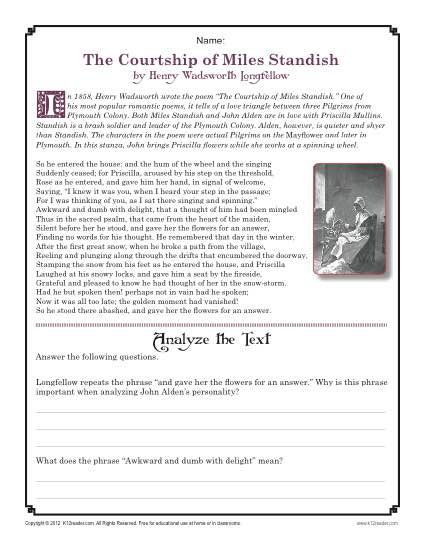 Name:
The Courtship of Miles Standish
by Henry Wadsworth Longfellow
In 1858, Henry Wadsworth wrote the poem “The Courtship of Miles Standish.” One of
his most popular romantic poems, it tells of a love triangle between three Pilgrims from
Plymouth Colony. Both Miles Standish and John Alden are in love with Priscilla Mullins.
Standish is a brash soldier and leader of the Plymouth Colony. Alden, however, is quieter and shyer
than Standish. The characters in the poem were actual Pilgrims on the Mayflower and later in
Plymouth. In this stanza, John brings Priscilla flowers while she works at a spinning wheel.
So he entered the house: and the hum of the wheel and the singing
Suddenly ceased; for Priscilla, aroused by his step on the threshold,
Rose as he entered, and gave him her hand, in signal of welcome,
Saying, “I knew it was you, when I heard your step in the passage;
For I was thinking of you, as I sat there singing and spinning.”
Awkward and dumb with delight, that a thought of him had been mingled
Thus in the sacred psalm, that came from the heart of the maiden,
Silent before her he stood, and gave her the flowers for an answer,
Finding no words for his thought. He remembered that day in the winter,
After the first great snow, when he broke a path from the village,
Reeling and plunging along through the drifts that encumbered the doorway,
Stamping the snow from his feet as he entered the house, and Priscilla
Laughed at his snowy locks, and gave him a seat by the fireside,
Grateful and pleased to know he had thought of her in the snow-storm.
Had he but spoken then! perhaps not in vain had he spoken;
Now it was all too late; the golden moment had vanished!
So he stood there abashed, and gave her the flowers for an answer.
Analyze the Text
Answer the following questions.
Longfellow repeats the phrase “and gave her the flowers for an answer.” Why is this phrase
important when analyzing John Alden’s personality?
What does the phrase “Awkward and dumb with delight” mean?
Copyright © 2012 K12reader.com. All Rights Reserved. Free for educational use at home or in classrooms. www.k12reader.com